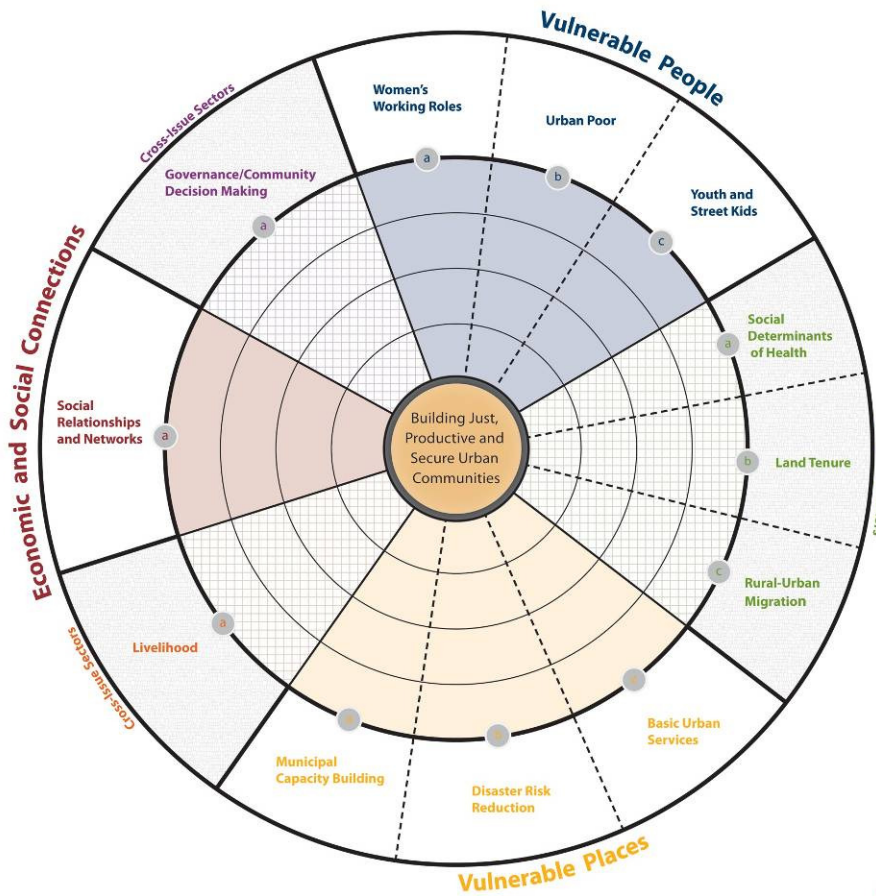 Vulnerable People
Women's
Working Roles
a
Urban Poor
b
Youth and
Street Kids
c
Cross-Issue Sectors
Governance/Community
Decision Making
a
Social
Determinants
of Health
a
Land Tenure
b
Rural-Urban
Migration
c
Economic and Social Connections
Social
Relationships
and Networks
a
Building Just,
Productive and
Secure Urban
Communities
Cross-Issue Sectors
Livelihood
a
Municipal
Capacity Building
Disaster Risk
Reduction
b
Basic Urban
Services
Vulnerable Places